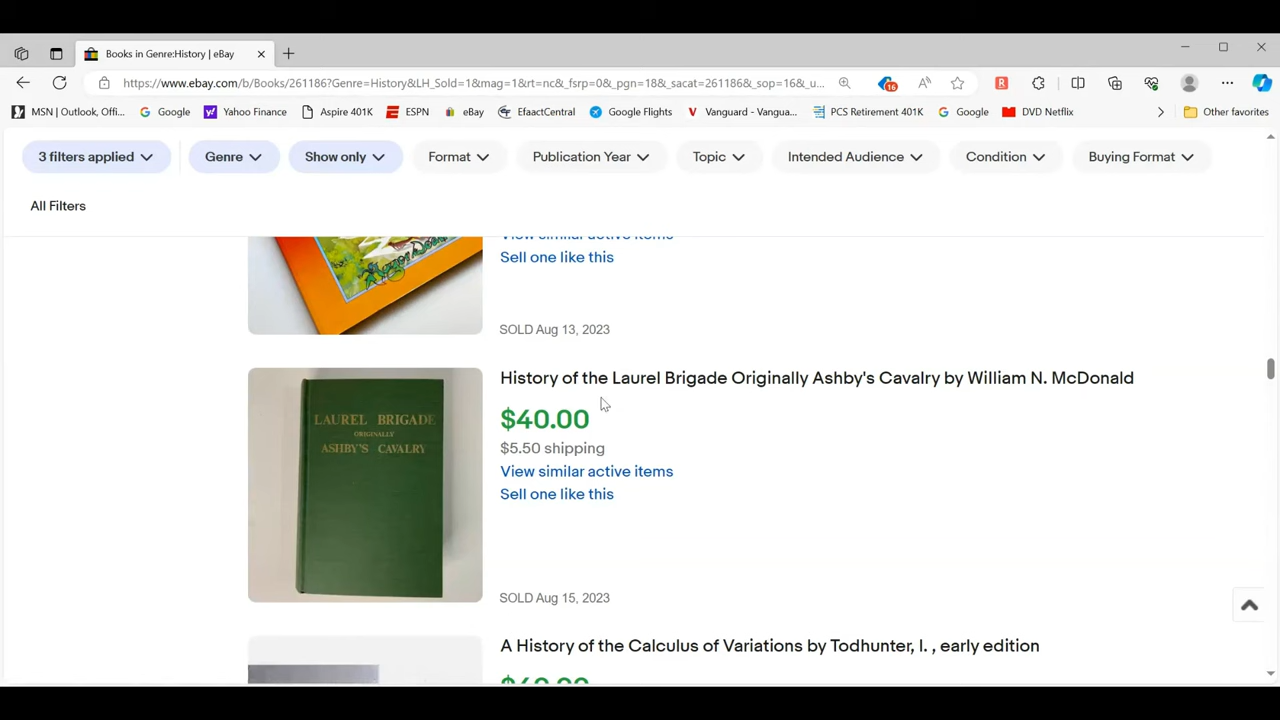 Books in Genre:History | eBay
https://www.ebay.com/b/Books/261186?Genre=History&LH_Sold=1&mag=1&rt=nc&_fsrp=0&_pgn=18&_sacat=261186&_sop=16&_u...
16
MSN | Outlook, Offi... Google Yahoo Finance Aspire 401K ESPN eBay EfaactCentral Google Flights Vanguard - Vangua... PCS Retirement 401K Google DVD Netflix Other favorites
3 filters applied Genre Show only Format Publication Year Topic Intended Audience Condition Buying Format
All Filters
View similar active items
Sell one like this
SOLD Aug 13, 2023
History of the Laurel Brigade Originally Ashby's Cavalry by William N. McDonald
LAUREL BRIGADE
ORIGINALLY
ASHBY'S CAVALRY
$40.00
$5.50 shipping
View similar active items
Sell one like this
SOLD Aug 15, 2023
A History of the Calculus of Variations by Todhunter, I. , early edition